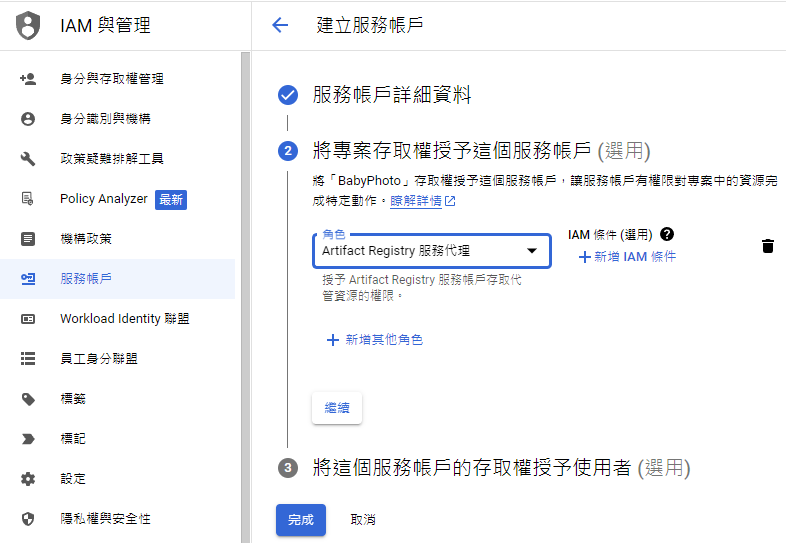 IAM 與管理
建立服務帳戶
身分與存取權管理
身分識別與機構
政策疑難排解工具
Policy Analyzer 最新
機構政策
服務帳戶
Workload Identity 聯盟
員工身分聯盟
標籤
標記
設定
隱私權與安全性
服務帳戶詳細資料
2 將專案存取權授予這個服務帳戶 (選用)
將「BabyPhoto」存取權授予這個服務帳戶，讓服務帳戶有權限對專案中的資源完
成特定動作。瞭解詳情
角色
Artifact Registry 服務代理
IAM 條件 (選用) ?
+ 新增 IAM 條件
授予 Artifact Registry 服務帳戶存取代
管資源的權限。
+ 新增其他角色
繼續
3 將這個服務帳戶的存取權授予使用者 (選用)
完成
取消